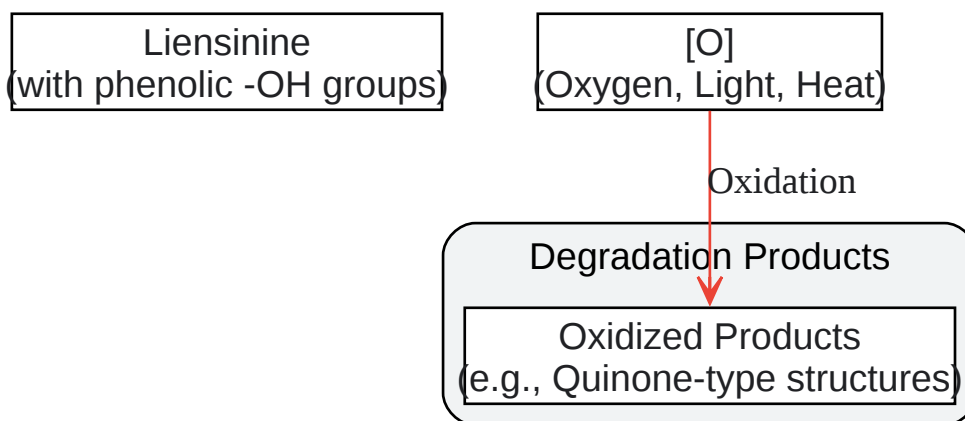 Liensinine
(with phenolic -OH groups)
[O]
(Oxygen, Light, Heat)
Oxidation
Degradation Products
Oxidized Products
(e.g., Quinone-type structures)